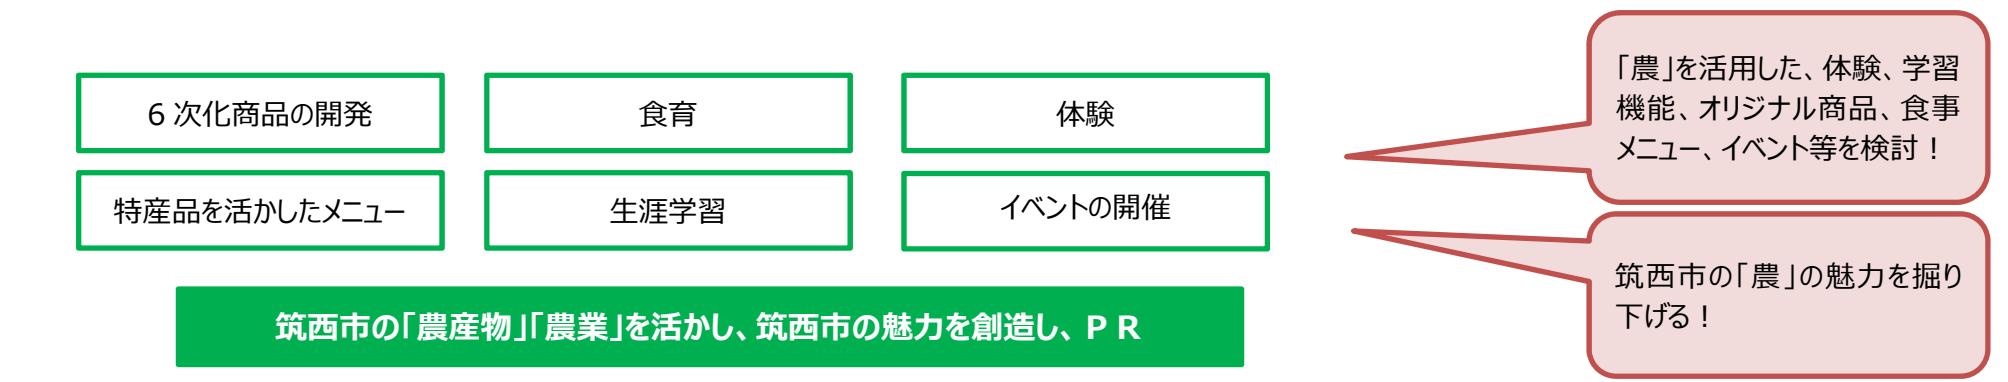 6次化商品の開発
食育
体験
特産品を活かしたメニュー
生涯学習
イベントの開催
筑西市の「農産物」「農業」を活かし、筑西市の魅力を創造し、ＰＲ
「農」を活用した、体験、学習
機能、オリジナル商品、食事
メニュー、イベント等を検討！
筑西市の「農」の魅力を掘り
下げる！